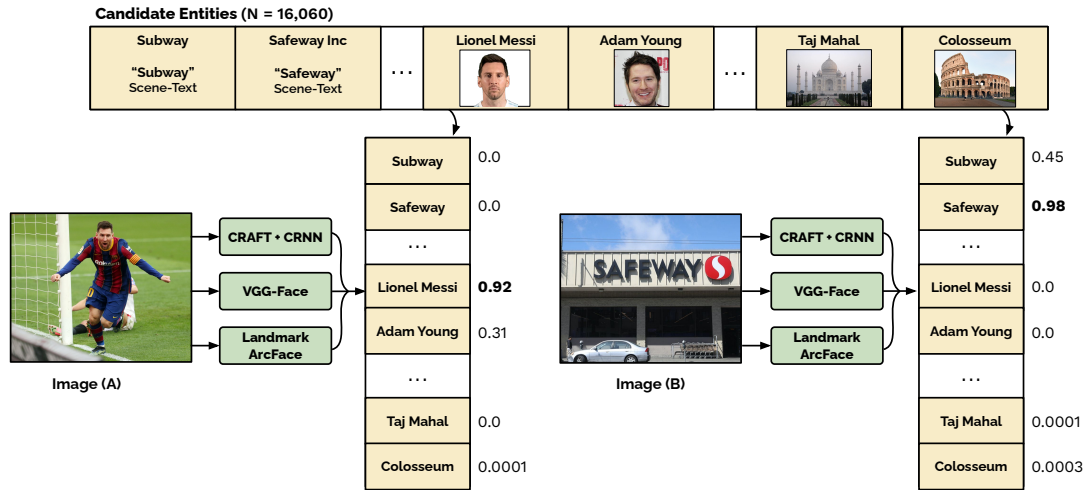 Candidate Entities (N = 16,060)
Subway
"Subway"
Scene-Text
Safeway Inc
"Safeway"
Scene-Text
...
Lionel Messi
Adam Young
...
Taj Mahal
Colosseum
Subway 0.0
Safeway 0.0
...
Lionel Messi 0.92
Adam Young 0.31
...
Taj Mahal 0.0
Colosseum 0.0001
CRAFT + CRNN
VGG-Face
Landmark
ArcFace
Image (A)
SAFEWAY
CRAFT + CRNN
VGG-Face
Landmark
ArcFace
Image (B)
Subway 0.45
Safeway 0.98
...
Lionel Messi 0.0
Adam Young 0.0
...
Taj Mahal 0.0001
Colosseum 0.0003